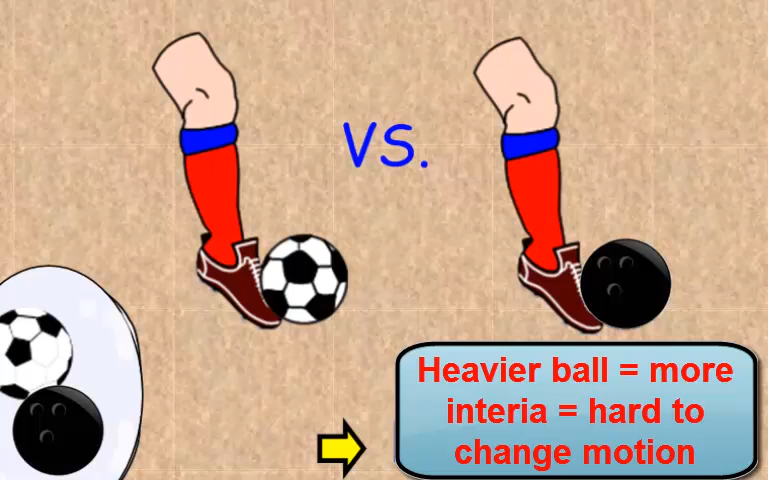 VS.
Heavier ball = more
interia = hard to
change motion